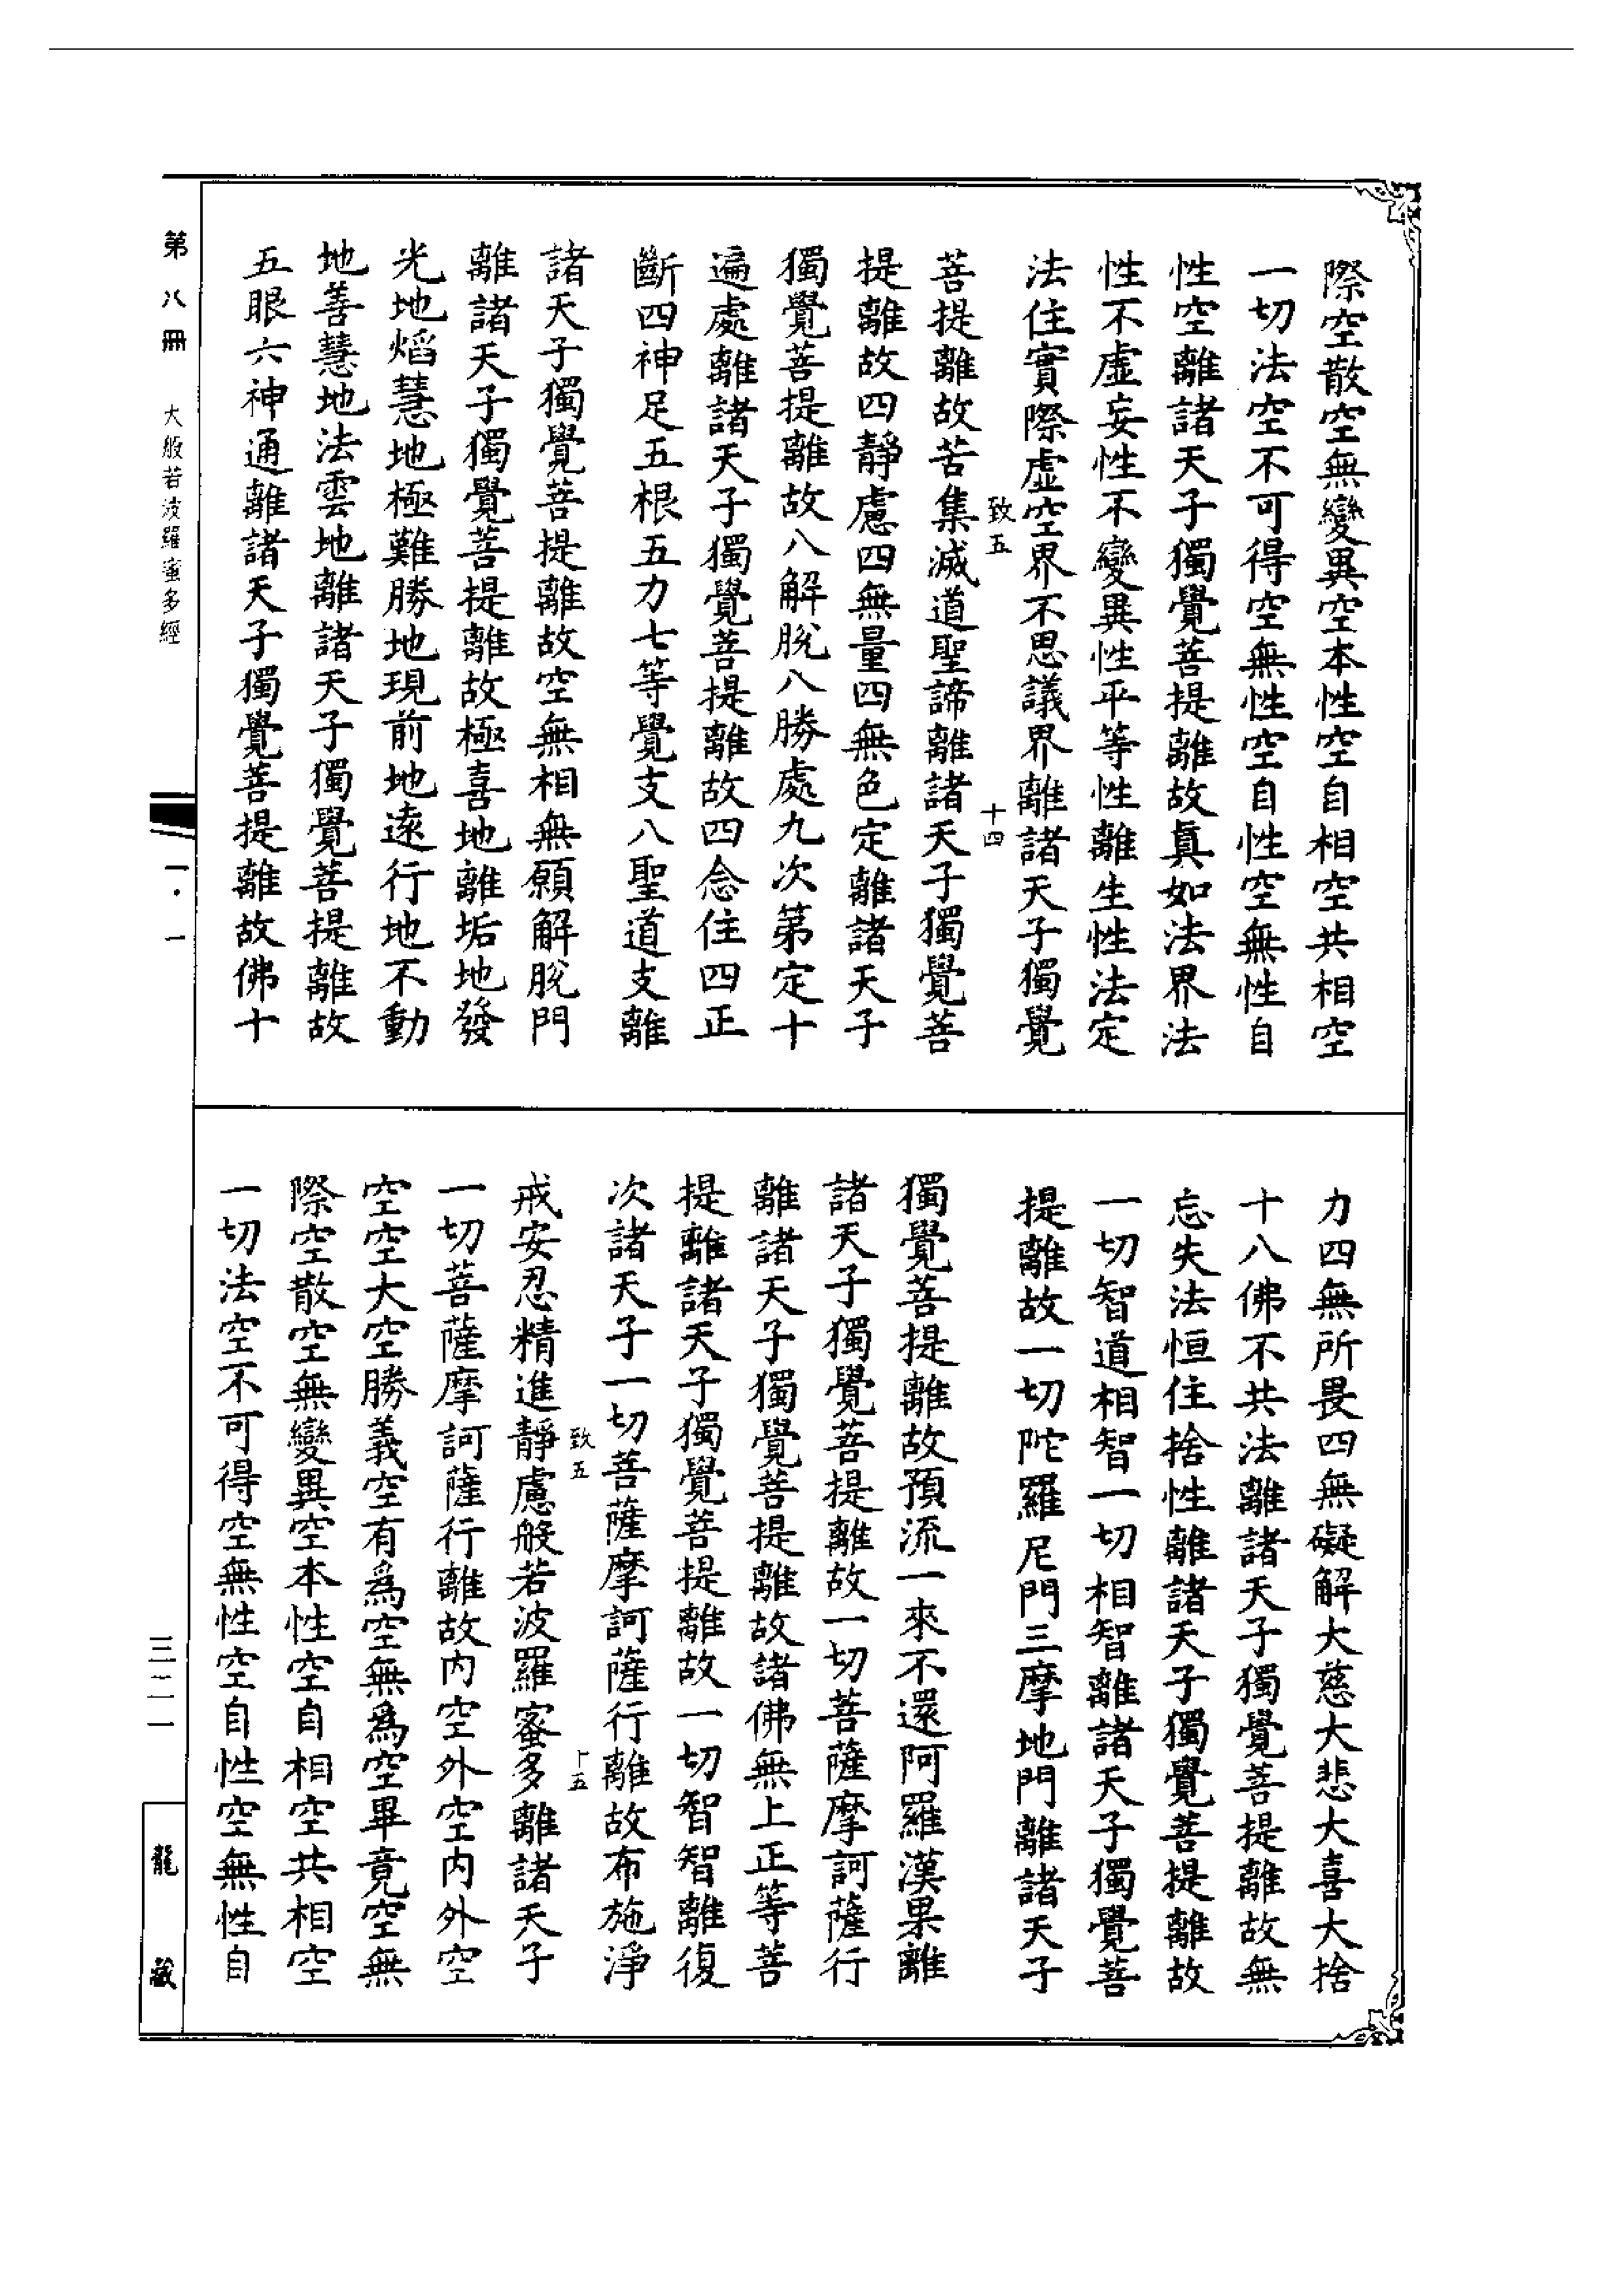 際空散空無變異空本性空自相空共相空
一切法空不可得空無性空自性空無性自
性空離諸天子獨覺菩提離故真如法界法
性不虛妄性不變異性平等性離生性法定
法住實際虛空界不思議界離諸天子獨覺
致五
十四
菩提離故苦集滅道聖諦離諸天子獨覺菩
提離故四靜慮四無量四無色定離諸天子
獨覺菩提離故八解脫八勝處九次第定十
遍處離諸天子獨覺菩提離故四念住四正
斷四神足五根五力七等覺支八聖道支離
諸天子獨覺菩提離故空無相無願解脫門
離諸天子獨覺菩提離故極喜地離垢地發
光地焰慧地極難勝地現前地遠行地不動
地善慧地法雲地離諸天子獨覺菩提離故
五眼六神通離諸天子獨覺菩提離故佛十
力四無所畏四無礙解大慈大悲大喜大捨
十八佛不共法離諸天子獨覺菩提離故無
忘失法恒住捨性離諸天子獨覺菩提離故
一切智道相智一切相智離諸天子獨覺菩
提離故一切陀羅尼門三摩地門離諸天子
獨覺菩提離故預流一來不還阿羅漢果離
諸天子獨覺菩提離故一切菩薩摩訶薩行
離諸天子獨覺菩提離故諸佛無上正等菩
提離諸天子獨覺菩提離故一切智智離復
次諸天子一切菩薩摩訶薩行離故布施淨
致五
十五
戒安忍精進靜慮般若波羅蜜多離諸天子
一切菩薩摩訶薩行離故內空外空內外空
空空大空勝義空有為空無為空畢竟空無
際空散空無變異空本性空自相空共相空
一切法空不可得空無性空自性空無性自
第八冊
大般若波羅蜜多經
一·一
三二一
龍藏